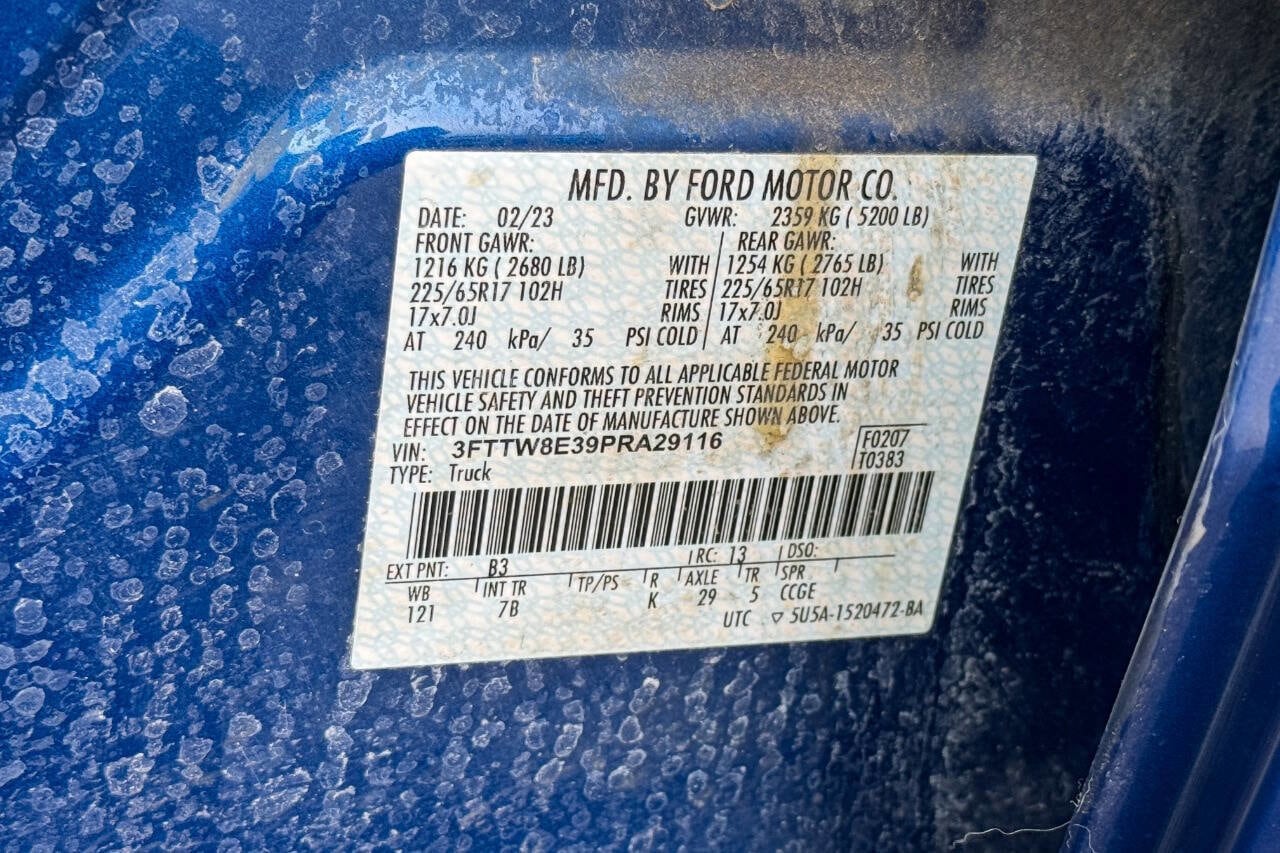 MFD. BY FORD MOTOR CO.
DATE: 02/23 GVWR: 2359 KG ( 5200 LB)
FRONT GAWR: REAR GAWR:
1216 KG ( 2680 LB) WITH 1254 KG ( 2765 LB) WITH
225/65R17 102H TIRES 225/65R17 102H TIRES
17x7.0J RIMS 17x7.0J RIMS
AT 240 kPa/ 35 PSI COLD AT 240 kPa/ 35 PSI COLD
THIS VEHICLE CONFORMS TO ALL APPLICABLE FEDERAL MOTOR
VEHICLE SAFETY AND THEFT PREVENTION STANDARDS IN
EFFECT ON THE DATE OF MANUFACTURE SHOWN ABOVE.
VIN: 3FTTW8E39PRA29116 F0207
TYPE: Truck T0383
EXT PNT: B3 RC: 13 DSO:
WB INT TR TP/PS R AXLE TR SPR
121 7B K 29 5 CCGE
UTC ▽ 5U5A-1520472-BA